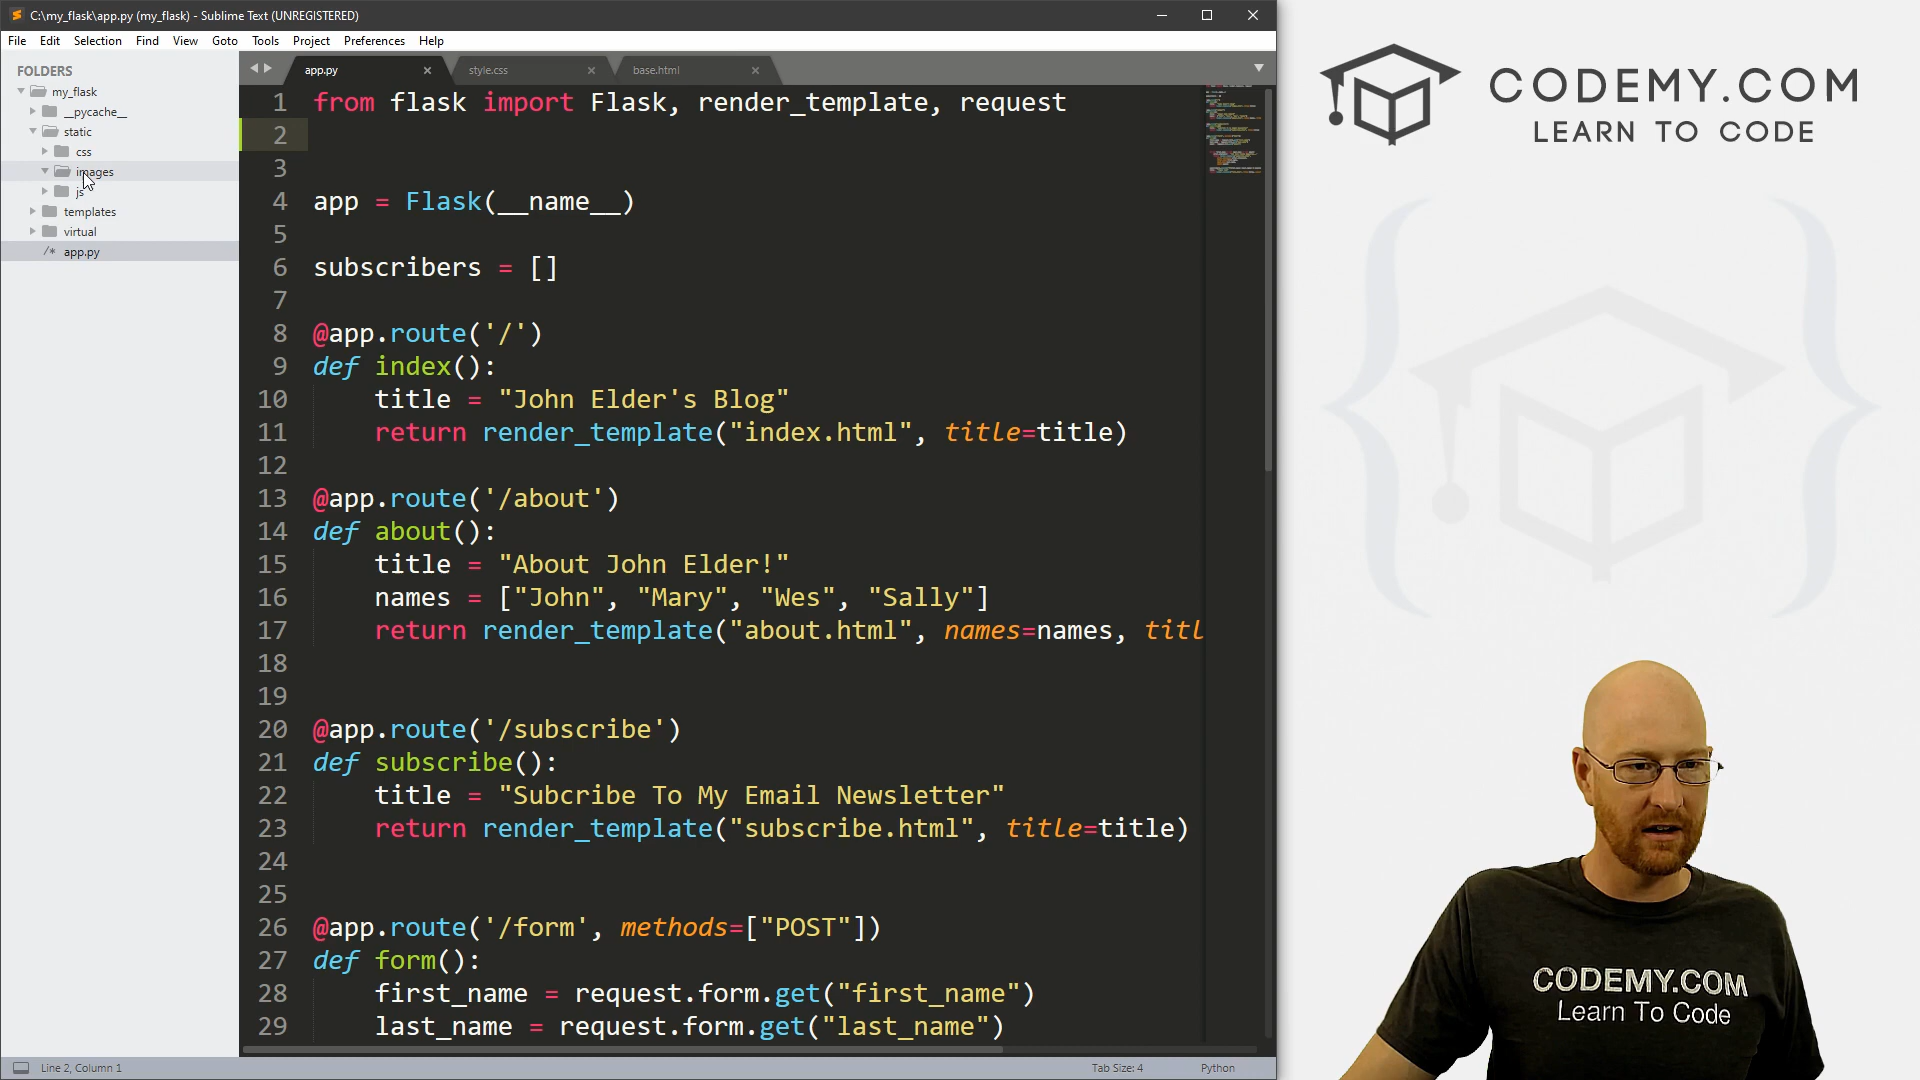 C:\my_flask\app.py (my_flask) - Sublime Text (UNREGISTERED)
File Edit Selection Find View Goto Tools Project Preferences Help
FOLDERS
my_flask
__pycache__
static
css
images
js
templates
virtual
/* app.py
app.py style.css base.html
1 from flask import Flask, render_template, request
2
3
4 app = Flask(__name__)
5
6 subscribers = []
7
8 @app.route('/')
9 def index():
10 title = "John Elder's Blog"
11 return render_template("index.html", title=title)
12
13 @app.route('/about')
14 def about():
15 title = "About John Elder!"
16 names = ["John", "Mary", "Wes", "Sally"]
17 return render_template("about.html", names=names, titl
18
19
20 @app.route('/subscribe')
21 def subscribe():
22 title = "Subcribe To My Email Newsletter"
23 return render_template("subscribe.html", title=title)
24
25
26 @app.route('/form', methods=["POST"])
27 def form():
28 first_name = request.form.get("first_name")
29 last_name = request.form.get("last_name")
Line 2, Column 1
Tab Size: 4
Python
CODEMY.COM
LEARN TO CODE
CODEMY.COM
Learn To Code